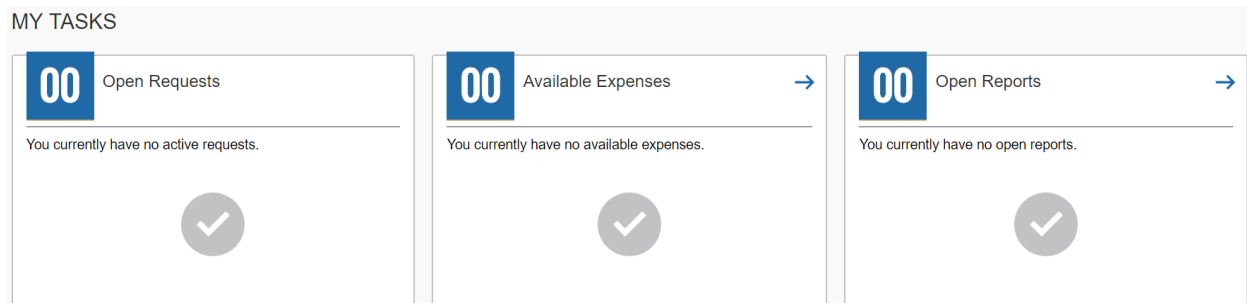 MY TASKS
00 Open Requests
You currently have no active requests.
00 Available Expenses
You currently have no available expenses.
00 Open Reports
You currently have no open reports.